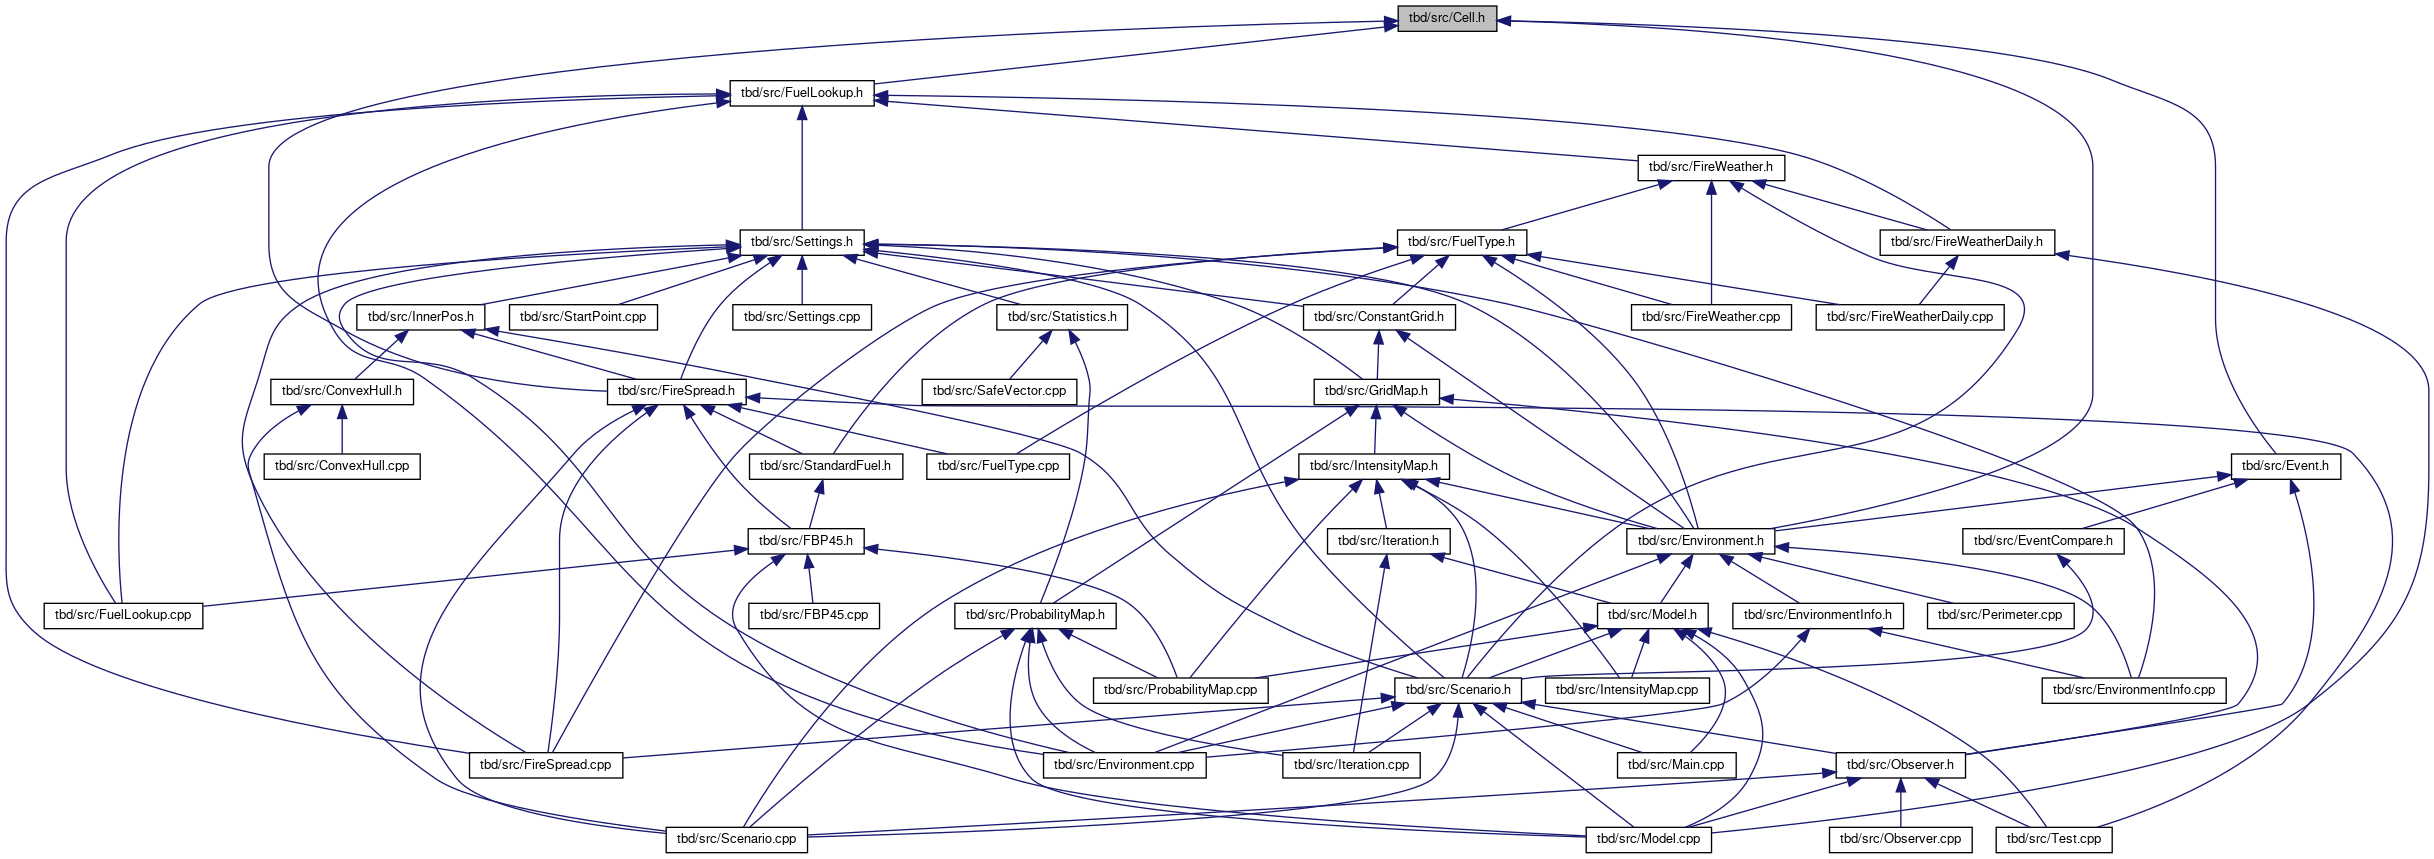 tbd/src/Cell.h
tbd/src/FuelLookup.h
tbd/src/FireWeather.h
tbd/src/Settings.h
tbd/src/FuelType.h
tbd/src/FireWeatherDaily.h
tbd/src/InnerPos.h
tbd/src/StartPoint.cpp
tbd/src/Settings.cpp
tbd/src/Statistics.h
tbd/src/ConstantGrid.h
tbd/src/FireWeather.cpp
tbd/src/FireWeatherDaily.cpp
tbd/src/ConvexHull.h
tbd/src/FireSpread.h
tbd/src/SafeVector.cpp
tbd/src/GridMap.h
tbd/src/ConvexHull.cpp
tbd/src/StandardFuel.h
tbd/src/FuelType.cpp
tbd/src/IntensityMap.h
tbd/src/Event.h
tbd/src/FBP45.h
tbd/src/Iteration.h
tbd/src/Environment.h
tbd/src/EventCompare.h
tbd/src/FuelLookup.cpp
tbd/src/FBP45.cpp
tbd/src/ProbabilityMap.h
tbd/src/Model.h
tbd/src/EnvironmentInfo.h
tbd/src/Perimeter.cpp
tbd/src/ProbabilityMap.cpp
tbd/src/Scenario.h
tbd/src/IntensityMap.cpp
tbd/src/EnvironmentInfo.cpp
tbd/src/FireSpread.cpp
tbd/src/Environment.cpp
tbd/src/Iteration.cpp
tbd/src/Main.cpp
tbd/src/Observer.h
tbd/src/Scenario.cpp
tbd/src/Model.cpp
tbd/src/Observer.cpp
tbd/src/Test.cpp